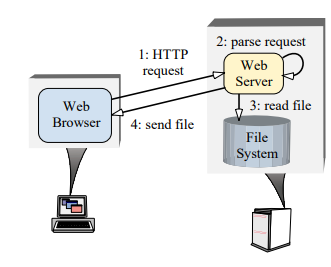 1: HTTP
request
2: parse request
Web
Server
3: read file
File
System
Web
Browser
4: send file